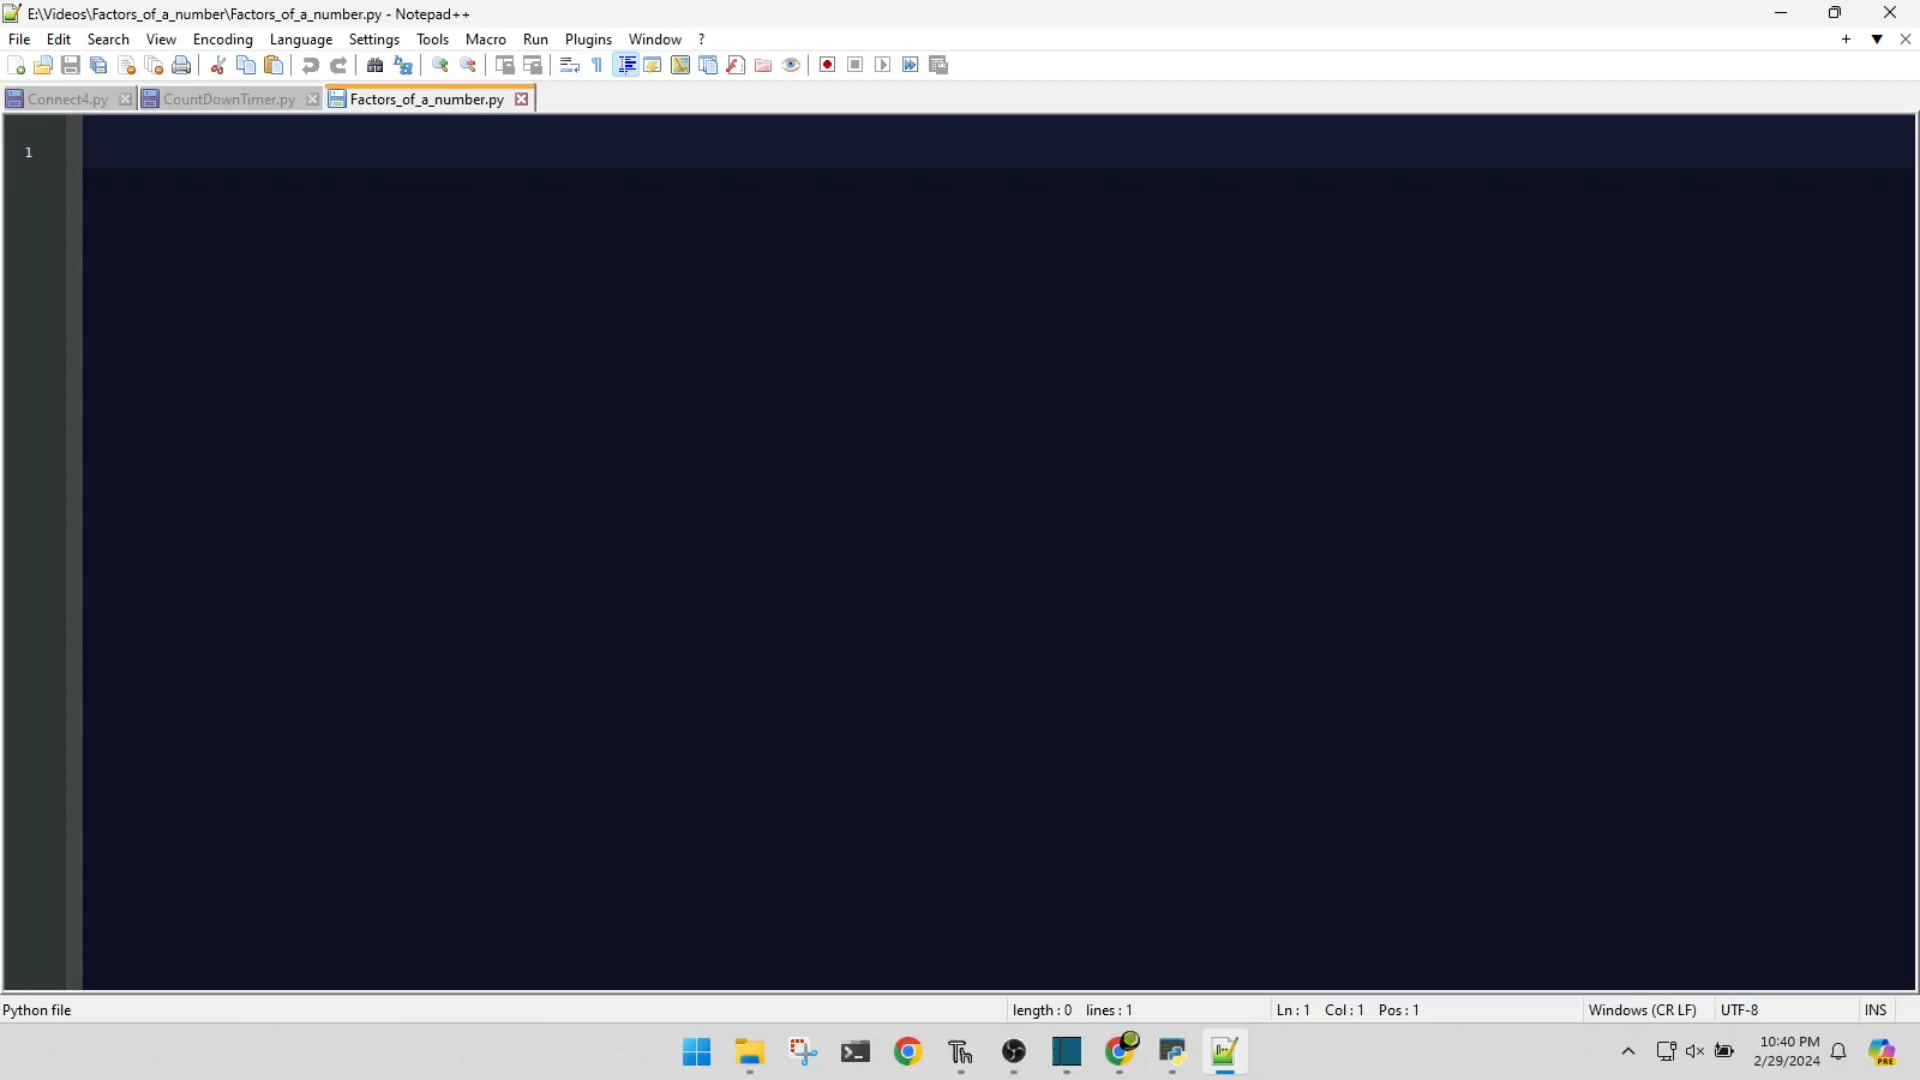 E:\Videos\Factors_of_a_number\Factors_of_a_number.py - Notepad++
File Edit Search View Encoding Language Settings Tools Macro Run Plugins Window ?
Connect4.py CountDownTimer.py Factors_of_a_number.py
1
Python file length : 0 lines : 1 Ln : 1 Col : 1 Pos : 1 Windows (CR LF) UTF-8 INS
10:40 PM
2/29/2024
PRE